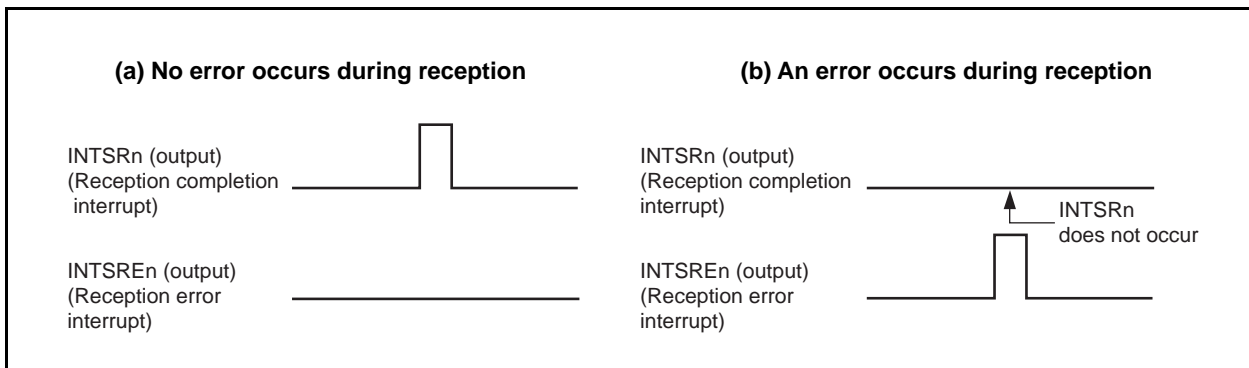 (a) No error occurs during reception
INTSRn (output)
(Reception completion
interrupt)
INTSREn (output)
(Reception error
interrupt)
(b) An error occurs during reception
INTSRn (output)
(Reception completion
interrupt)
INTSRn
does not occur
INTSREn (output)
(Reception error
interrupt)